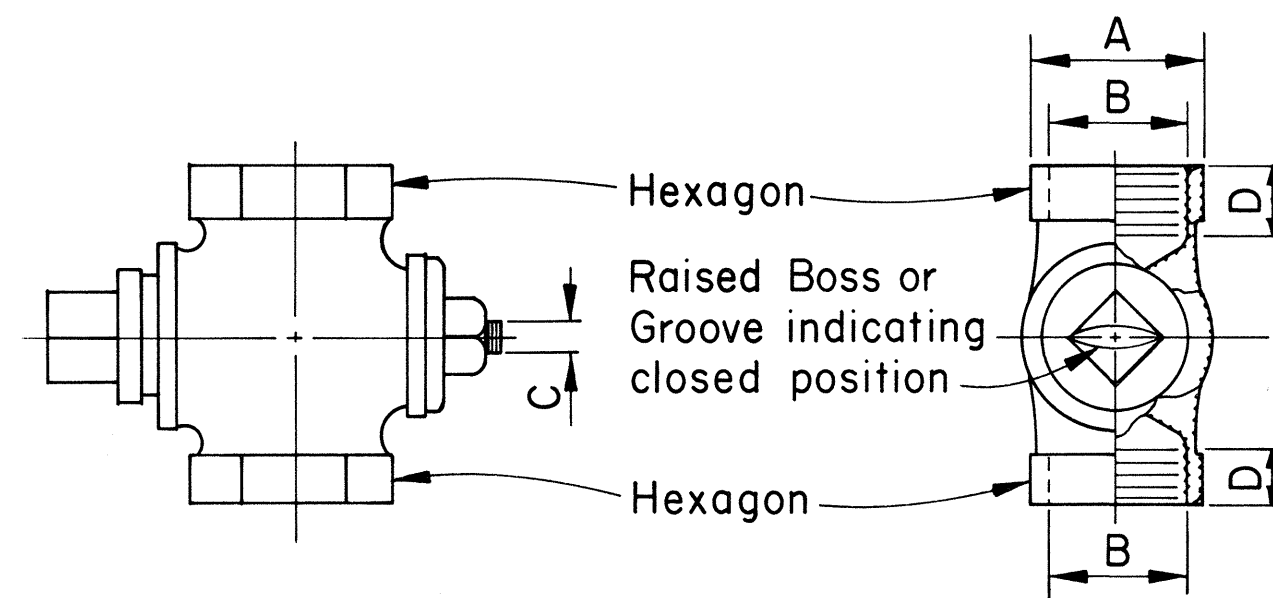 A
B
Hexagon
D
Raised Boss or
Groove indicating
closed position
C
Hexagon
D
B